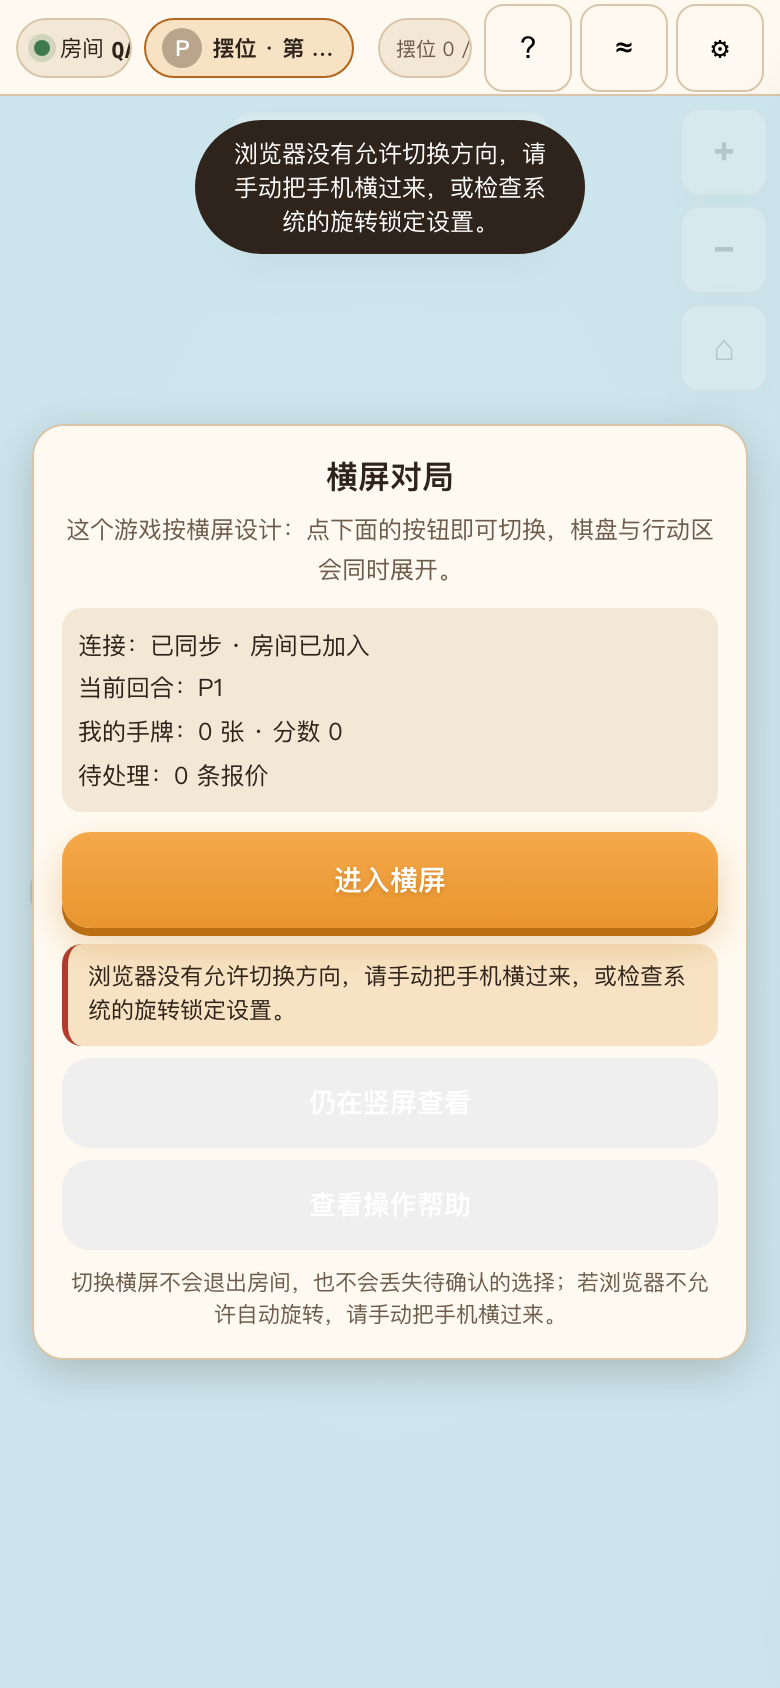 房间 QA
P 摆位 · 第 ...
摆位 0 /
?
≈
浏览器没有允许切换方向，请
手动把手机横过来，或检查系
统的旋转锁定设置。
+
−
横屏对局
这个游戏按横屏设计：点下面的按钮即可切换，棋盘与行动区
会同时展开。
连接：已同步 · 房间已加入
当前回合：P1
我的手牌：0 张 · 分数 0
待处理：0 条报价
进入横屏
浏览器没有允许切换方向，请手动把手机横过来，或检查系
统的旋转锁定设置。
仍在竖屏查看
查看操作帮助
切换横屏不会退出房间，也不会丢失待确认的选择；若浏览器不允
许自动旋转，请手动把手机横过来。